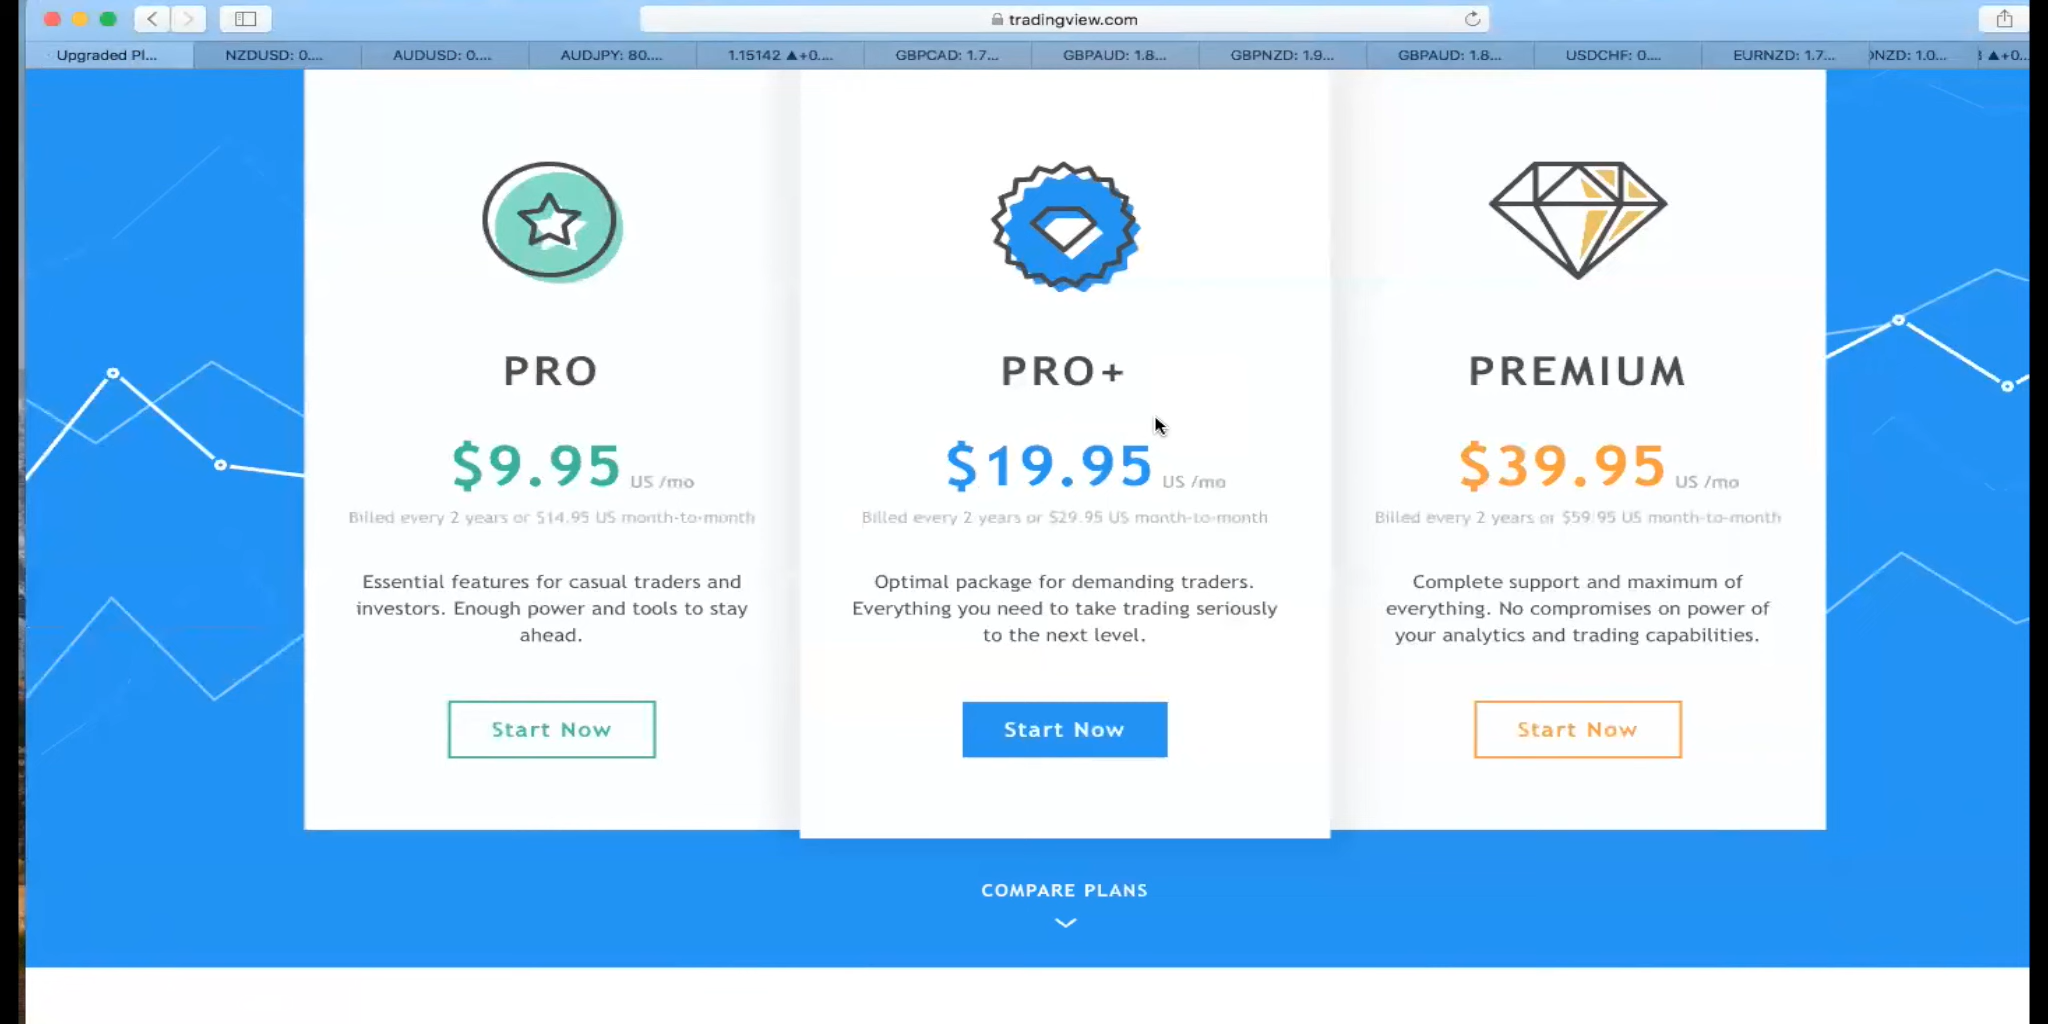 tradingview.com
Upgraded Pl...
NZDUSD: 0....
AUDUSD: 0....
AUDJPY: 80....
1.15142 ▲+0....
GBPCAD: 1.7...
GBPAUD: 1.8...
GBPNZD: 1.9...
GBPAUD: 1.8...
USDCHF: 0....
EURNZD: 1.7...
NZD: 1.0...
▲+0...
PRO
$9.95 US /mo
Billed every 2 years or $14.95 US month-to-month
Essential features for casual traders and
investors. Enough power and tools to stay
ahead.
Start Now
PRO+
$19.95 US /mo
Billed every 2 years or $29.95 US month-to-month
Optimal package for demanding traders.
Everything you need to take trading seriously
to the next level.
Start Now
PREMIUM
$39.95 US /mo
Billed every 2 years or $59.95 US month-to-month
Complete support and maximum of
everything. No compromises on power of
your analytics and trading capabilities.
Start Now
COMPARE PLANS